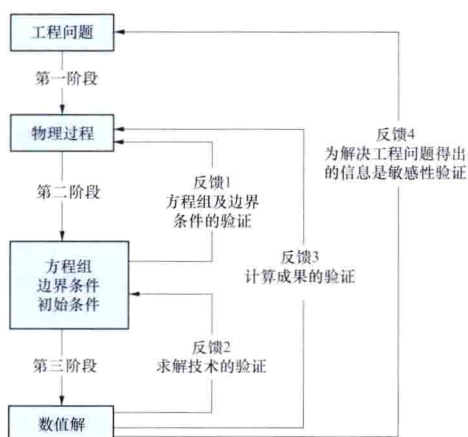 工程问题
第一阶段
物理过程
反馈4
为解决工程问题得出
的信息是敏感性验证
第二阶段
反馈1
方程组及边界
条件的验证
方程组
边界条件
初始条件
反馈3
计算成果的验证
第三阶段
反馈2
求解技术的验证
数值解